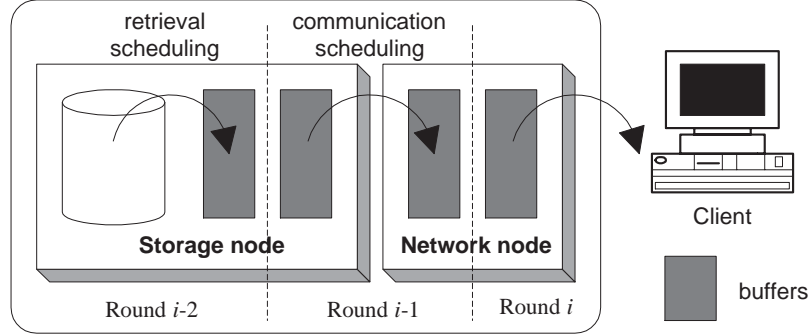 retrieval
scheduling
communication
scheduling
Storage node
Network node
Client
Round i-2
Round i-1
Round i
buffers